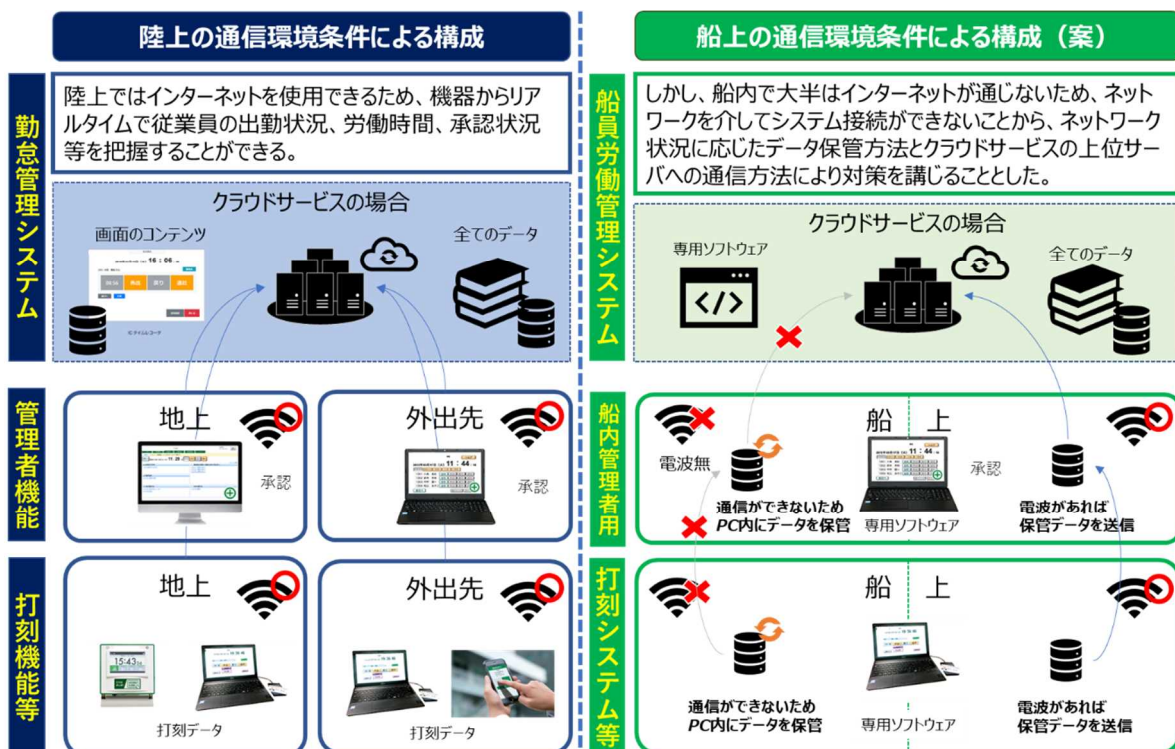 陸上の通信環境条件による構成
勤怠管理システム
陸上ではインターネットを使用できるため、機器からリア
ルタイムで従業員の出勤状況、労働時間、承認状況
等を把握することができる。
クラウドサービスの場合
画面のコンテンツ
16:06
全てのデータ
管理者機能
地上
承認
外出先
11:44
承認
打刻機能等
地上
15:43
打刻データ
外出先
打刻データ
船上の通信環境条件による構成（案）
船員労働管理システム
しかし、船内で大半はインターネットが通じないため、ネット
ワークを介してシステム接続ができないことから、ネットワーク
状況に応じたデータ保管方法とクラウドサービスの上位サー
バへの通信方法により対策を講じることとした。
クラウドサービスの場合
専用ソフトウェア
</>
全てのデータ
船内管理者用
船上
電波無
11:44
承認
通信ができないため
PC内にデータを保管
専用ソフトウェア
電波があれば
保管データを送信
打刻システム等
船上
通信ができないため
PC内にデータを保管
専用ソフトウェア
電波があれば
保管データを送信